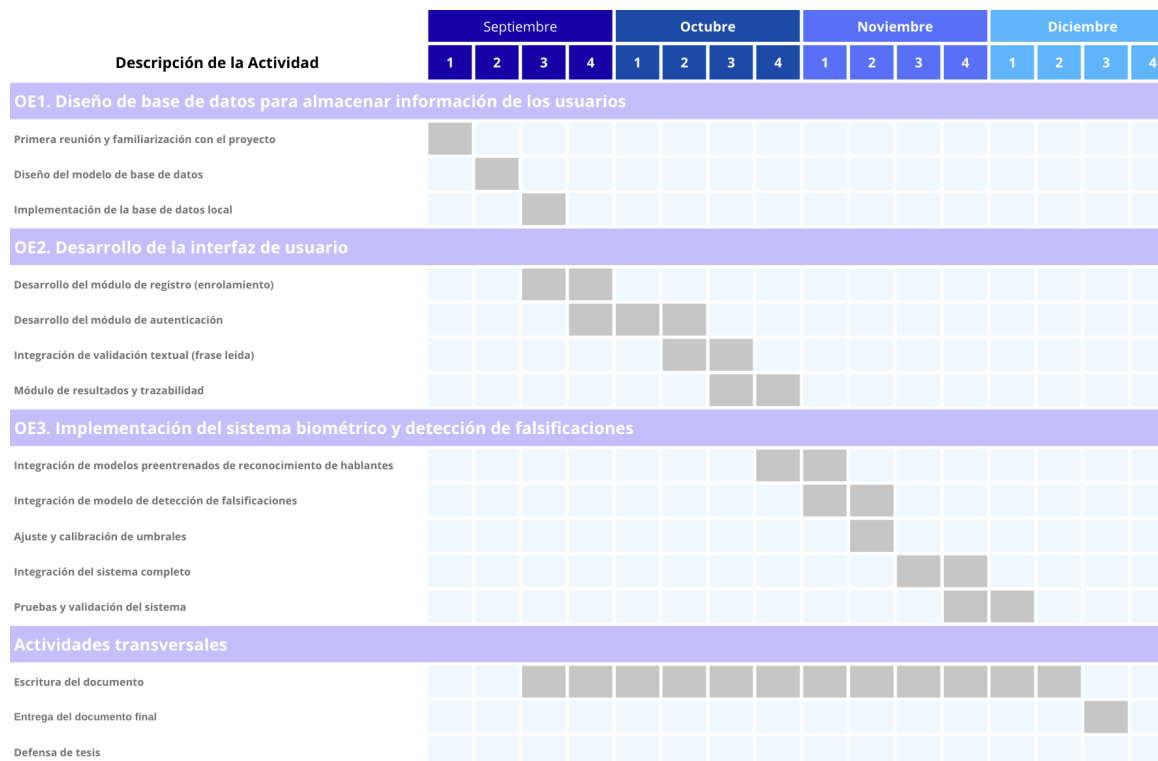 Septiembre Octubre Noviembre Diciembre
Descripción de la Actividad 1 2 3 4 1 2 3 4 1 2 3 4 1 2 3 4
OE1. Diseño de base de datos para almacenar información de los usuarios
Primera reunión y familiarización con el proyecto
Diseño del modelo de base de datos
Implementación de la base de datos local
OE2. Desarrollo de la interfaz de usuario
Desarrollo del módulo de registro (enrolamiento)
Desarrollo del módulo de autenticación
Integración de validación textual (frase leída)
Módulo de resultados y trazabilidad
OE3. Implementación del sistema biométrico y detección de falsificaciones
Integración de modelos preentrenados de reconocimiento de hablantes
Integración de modelo de detección de falsificaciones
Ajuste y calibración de umbrales
Integración del sistema completo
Pruebas y validación del sistema
Actividades transversales
Escritura del documento
Entrega del documento final
Defensa de tesis